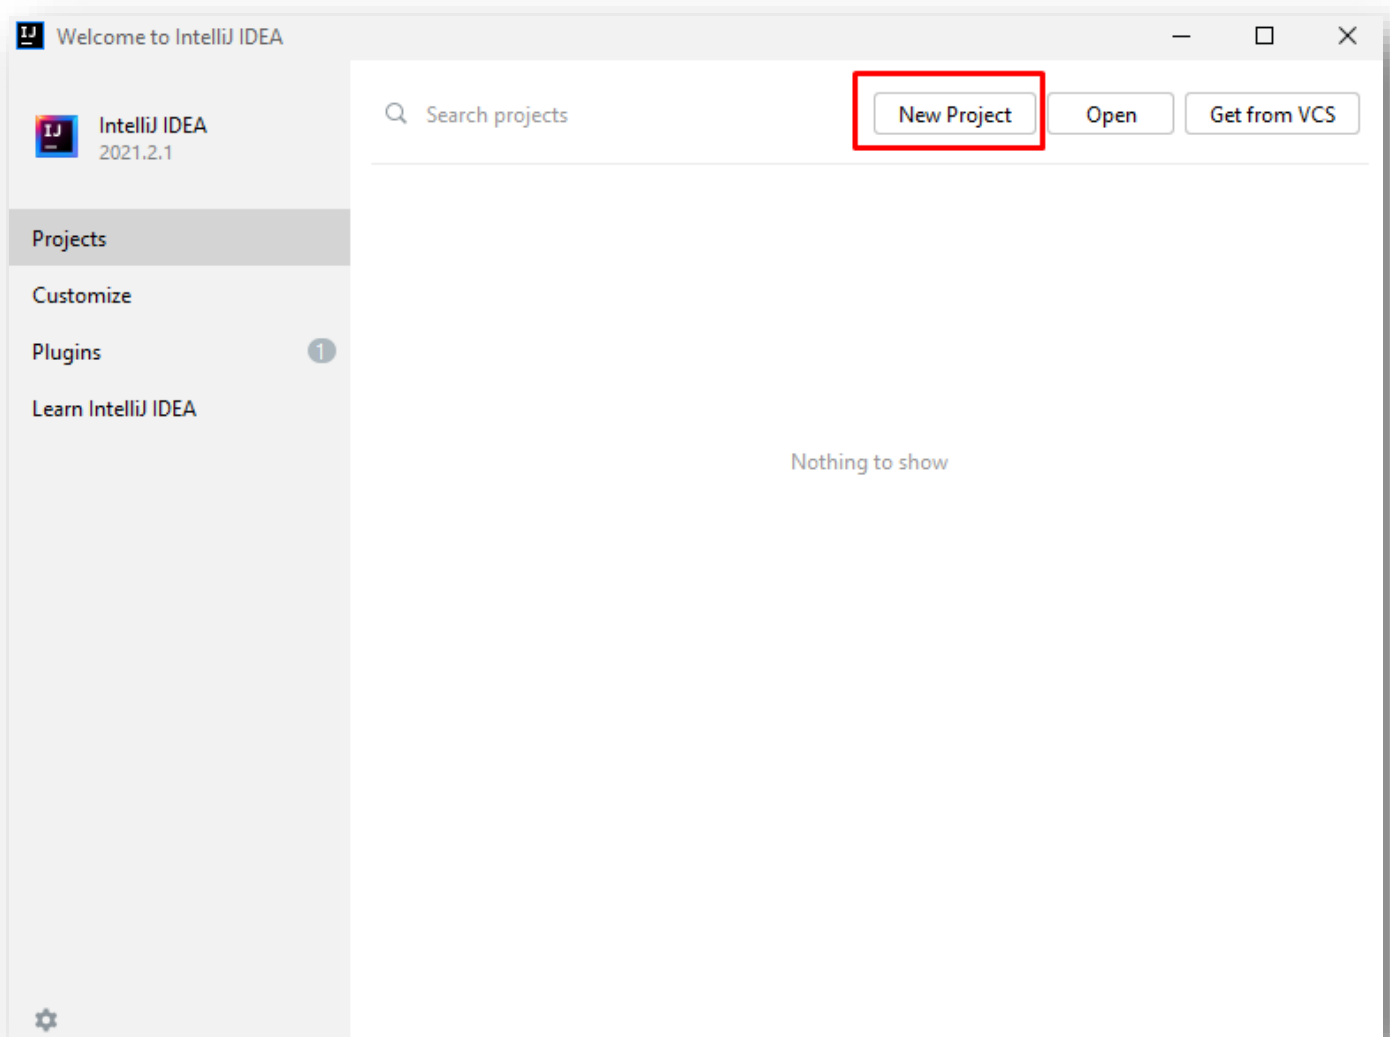 IJ Welcome to IntelliJ IDEA
IJ IntelliJ IDEA
2021.2.1
Search projects New Project Open Get from VCS
Projects
Customize
Plugins 1
Learn IntelliJ IDEA
Nothing to show